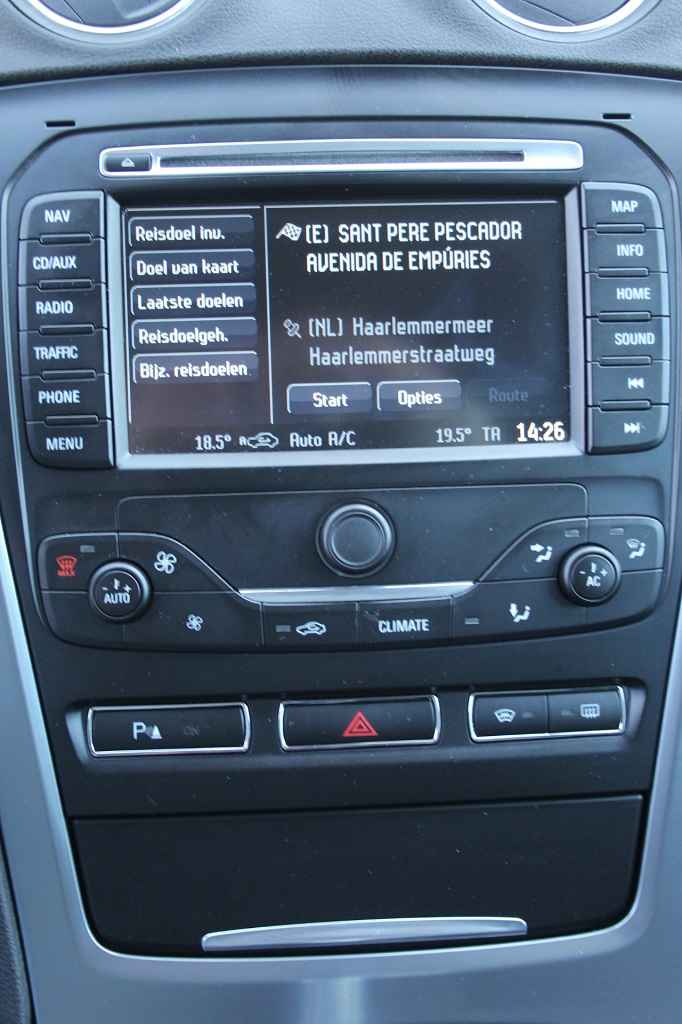 NAV
CD/AUX
RADIO
TRAFFIC
PHONE
MENU
Reisdoel inv.
Doel van kaart
Laatste doelen
Reisdoelgeh.
Bijz. reisdoelen
(E) SANT PERE PESCADOR
AVENIDA DE EMPÚRIES
(NL) Haarlemmermeer
Haarlemmerstraatweg
Start Opties Route
18.5° A Auto A/C 19.5° TA 14:26
MAP
INFO
HOME
SOUND
MAX
- +
AUTO
- +
AC
CLIMATE
P ON